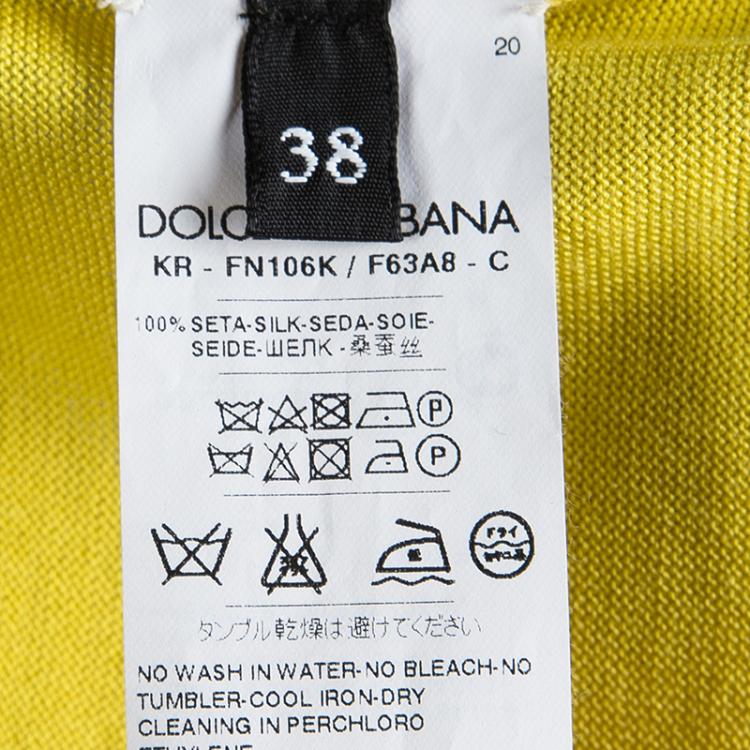 20
38
DOLC BANA
KR - FN106K / F63A8 - C
100% SETA-SILK-SEDA-SOIE-
SEIDE-ШЕЛК - 桑蚕丝
P
P
ドライ
タンブル乾燥は避けてください
NO WASH IN WATER-NO BLEACH-NO
TUMBLER-COOL IRON-DRY
CLEANING IN PERCHLORO
ETHYLENE